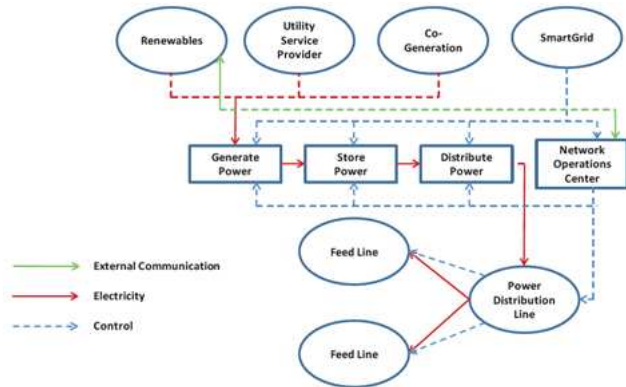 Renewables
Utility
Service
Provider
Co-
Generation
SmartGrid
Generate
Power
Store
Power
Distribute
Power
Network
Operations
Center
Feed Line
External Communication
Electricity
Control
Power
Distribution
Line
Feed Line